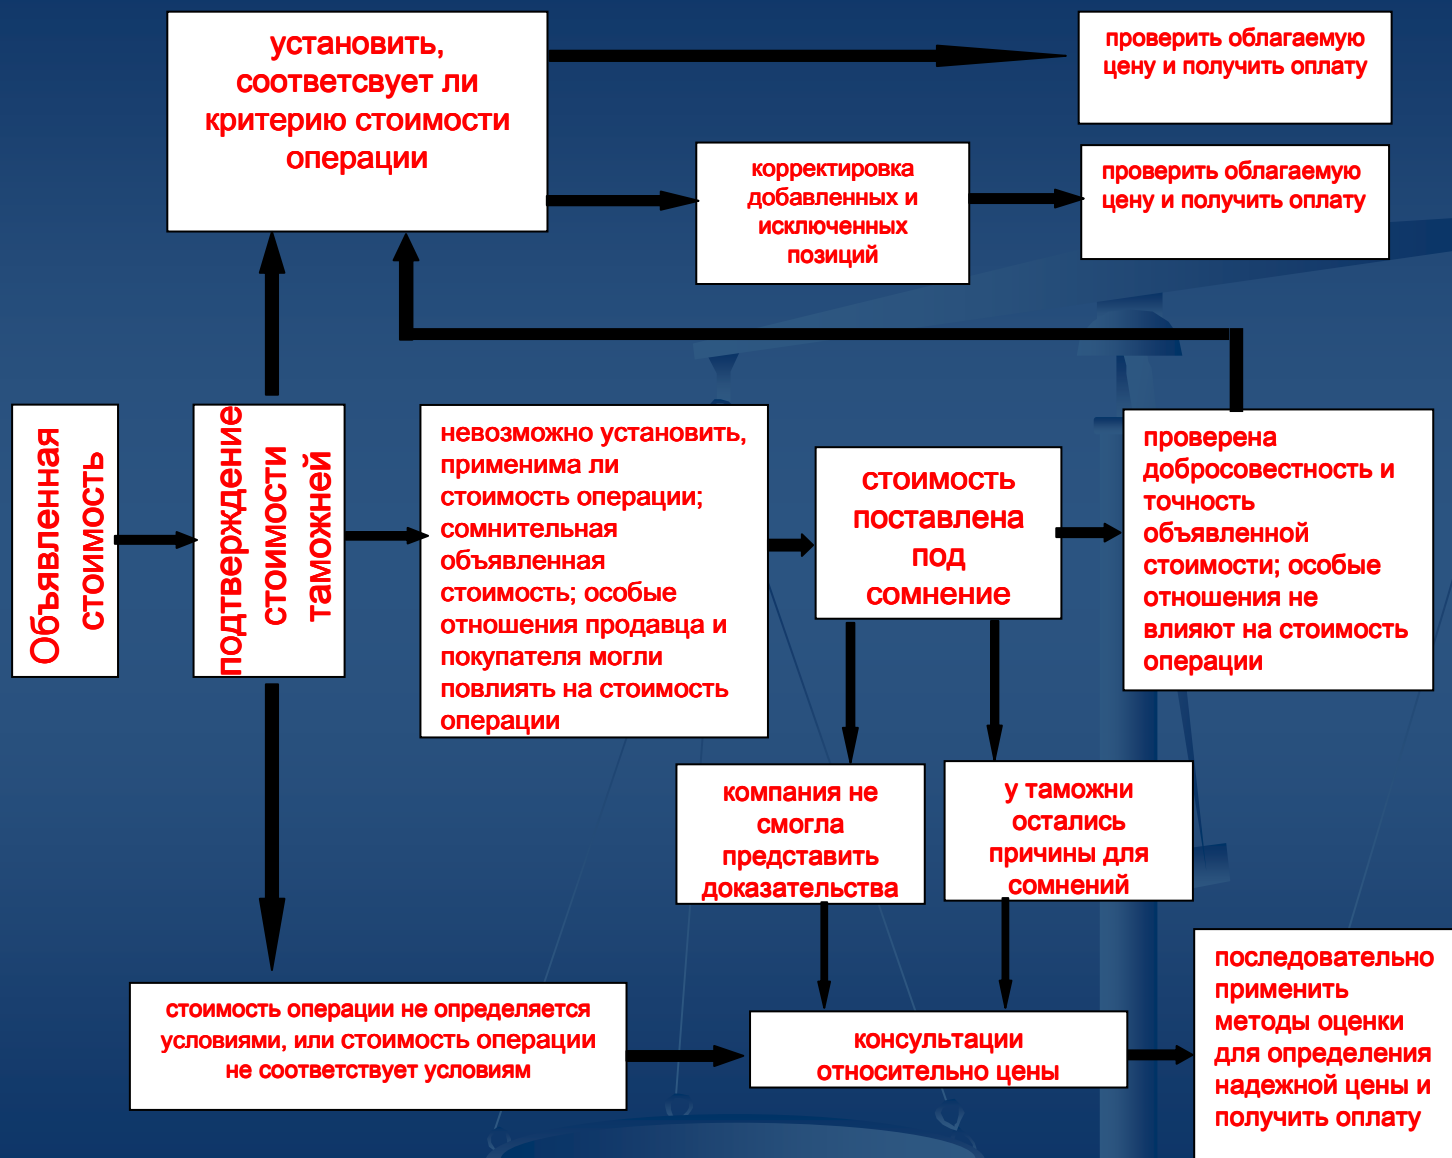 установить,
соответсвует ли
критерию стоимости
операции
проверить облагаемую
цену и получить оплату
корректировка
добавленных и
исключенных
позиций
проверить облагаемую
цену и получить оплату
Объявленная
стоимость
подтверждение
стоимости
таможней
невозможно установить,
применима ли
стоимость операции;
сомнительная
объявленная
стоимость; особые
отношения продавца и
покупателя могли
повлиять на стоимость
операции
стоимость
поставлена
под
сомнение
проверена
добросовестность и
точность
объявленной
стоимости; особые
отношения не
влияют на стоимость
операции
компания не
смогла
представить
доказательства
у таможни
остались
причины для
сомнений
стоимость операции не определяется
условиями, или стоимость операции
не соответствует условиям
консультации
относительно цены
последовательно
применить
методы оценки
для определения
надежной цены и
получить оплату